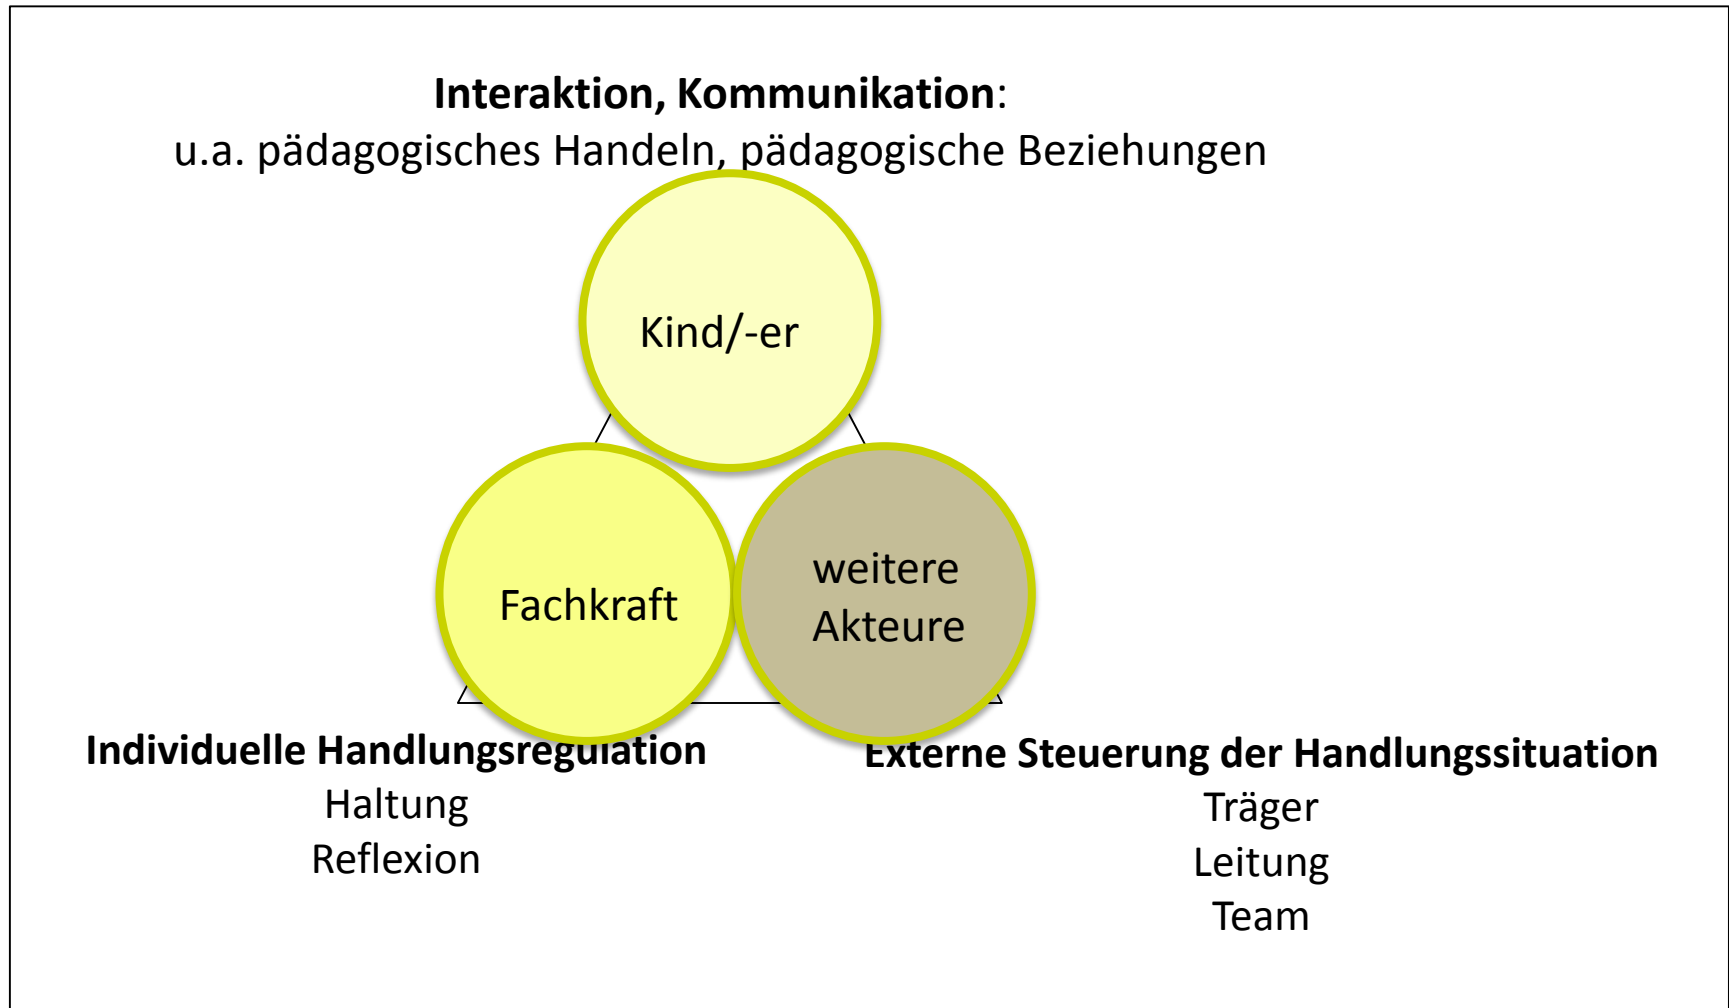 Interaktion, Kommunikation:
u.a. pädagogisches Handeln, pädagogische Beziehungen
Kind/-er
Fachkraft
weitere
Akteure
Individuelle Handlungsregulation
Haltung
Reflexion
Externe Steuerung der Handlungssituation
Träger
Leitung
Team